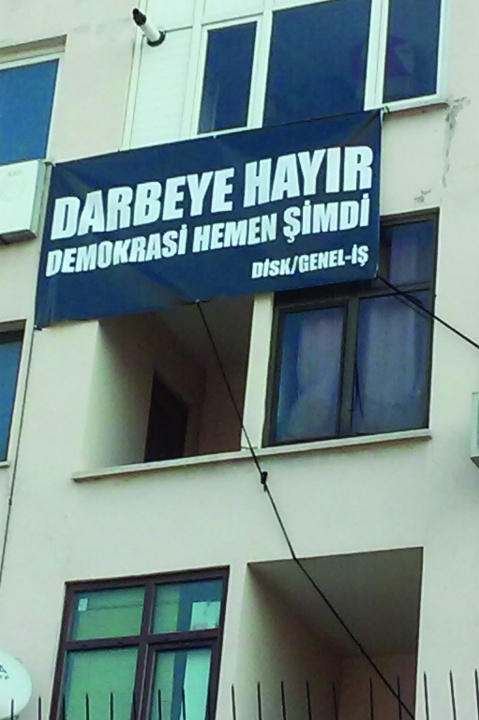 DARBEYE HAYIR
DEMOKRASİ HEMEN ŞİMDİ
DİSK/GENEL-İŞ